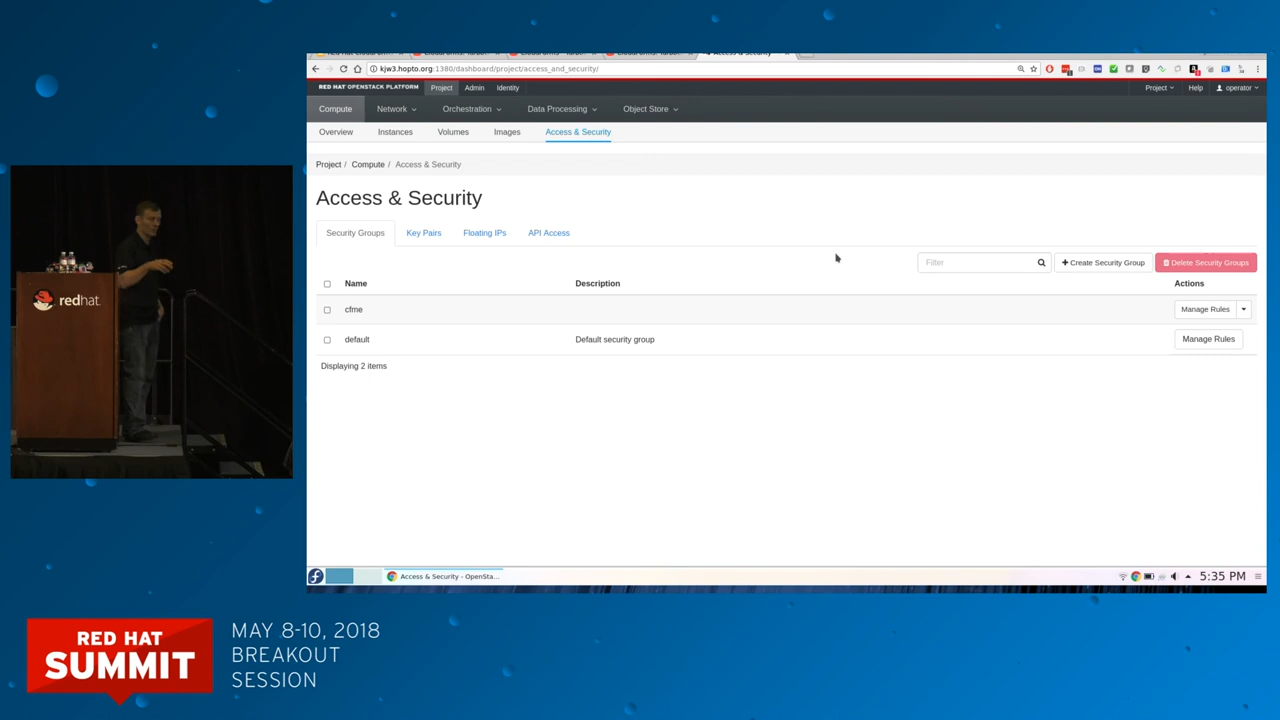 Access & Security
kjw3.hopto.org:1380/dashboard/project/access_and_security/
RED HAT OPENSTACK PLATFORM Project Admin Identity Project Help operator
Compute Network Orchestration Data Processing Object Store
Overview Instances Volumes Images Access & Security
Project / Compute / Access & Security
Access & Security
Security Groups Key Pairs Floating IPs API Access
Filter + Create Security Group Delete Security Groups
Name Description Actions
cfme Manage Rules
default Default security group Manage Rules
Displaying 2 items
Access & Security - OpenSta... 5:35 PM
redhat.
RED HAT
SUMMIT
MAY 8-10, 2018
BREAKOUT
SESSION